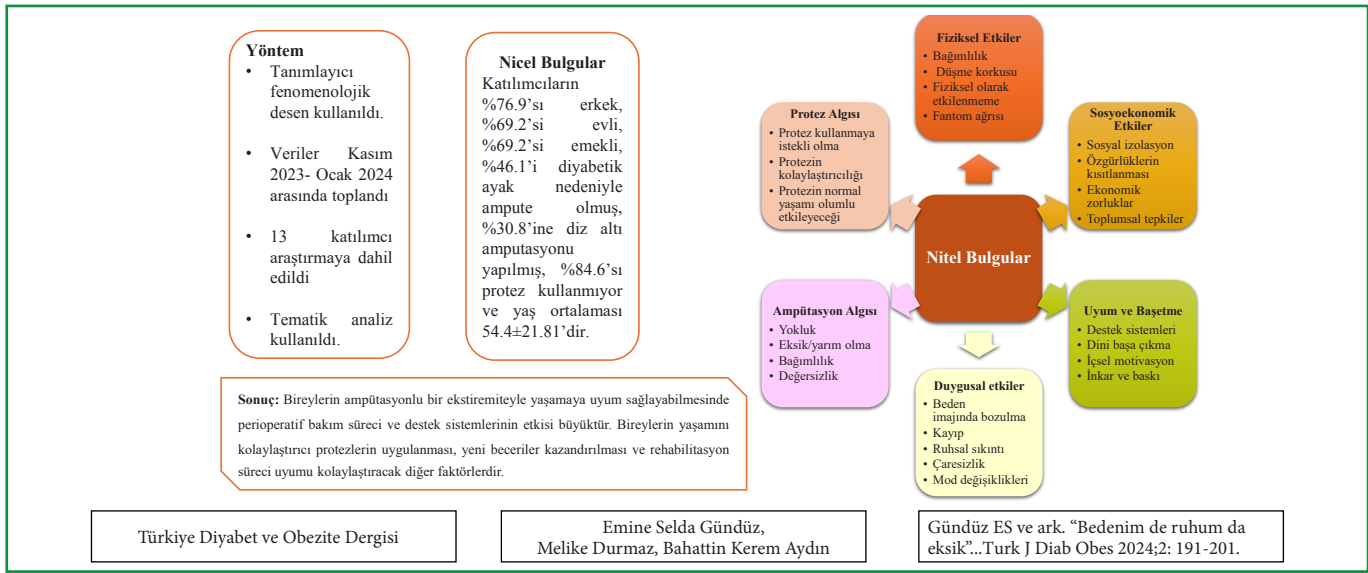 Yöntem
• Tanımlayıcı
fenomenolojik
desen kullanıldı.
• Veriler Kasım
2023- Ocak 2024
arasında toplandı
• 13 katılımcı
araştırmaya dahil
edildi
• Tematik analiz
kullanıldı.
Nicel Bulgular
Katılımcıların
%76.9’sı erkek,
%69.2’si evli,
%69.2’si emekli,
%46.1’i diyabetik
ayak nedeniyle
ampute olmuş,
%30.8’ine diz altı
amputasyonu
yapılmış, %84.6’sı
protez kullanmıyor
ve yaş ortalaması
54.4±21.81’dir.
Fiziksel Etkiler
• Bağımlılık
• Düşme korkusu
• Fiziksel olarak
etkilenmeme
• Fantom ağrısı
Protez Algısı
• Protez kullanmaya
istekli olma
• Protezin
kolaylaştırıcılığı
• Protezin normal
yaşamı olumlu
etkileyeceği
Sosyoekonomik
Etkiler
• Sosyal izolasyon
• Özgürlüklerin
kısıtlanması
• Ekonomik
zorluklar
• Toplumsal tepkiler
Nitel Bulgular
Ampütasyon Algısı
• Yokluk
• Eksik/yarım olma
• Bağımlılık
• Değersizlik
Uyum ve Başetme
• Destek sistemleri
• Dini başa çıkma
• İçsel motivasyon
• İnkar ve baskı
Duygusal etkiler
• Beden
imajında bozulma
• Kayıp
• Ruhsal sıkıntı
• Çaresizlik
• Mod değişiklikleri
Sonuç: Bireylerin ampütasyonlu bir ekstiremiteyle yaşamaya uyum sağlayabilmesinde
perioperatif bakım süreci ve destek sistemlerinin etkisi büyüktür. Bireylerin yaşamını
kolaylaştırıcı protezlerin uygulanması, yeni beceriler kazandırılması ve rehabilitasyon
süreci uyumu kolaylaştıracak diğer faktörlerdir.
Türkiye Diyabet ve Obezite Dergisi
Emine Selda Gündüz,
Melike Durmaz, Bahattin Kerem Aydın
Gündüz ES ve ark. “Bedenim de ruhum da
eksik”...Turk J Diab Obes 2024;2: 191-201.